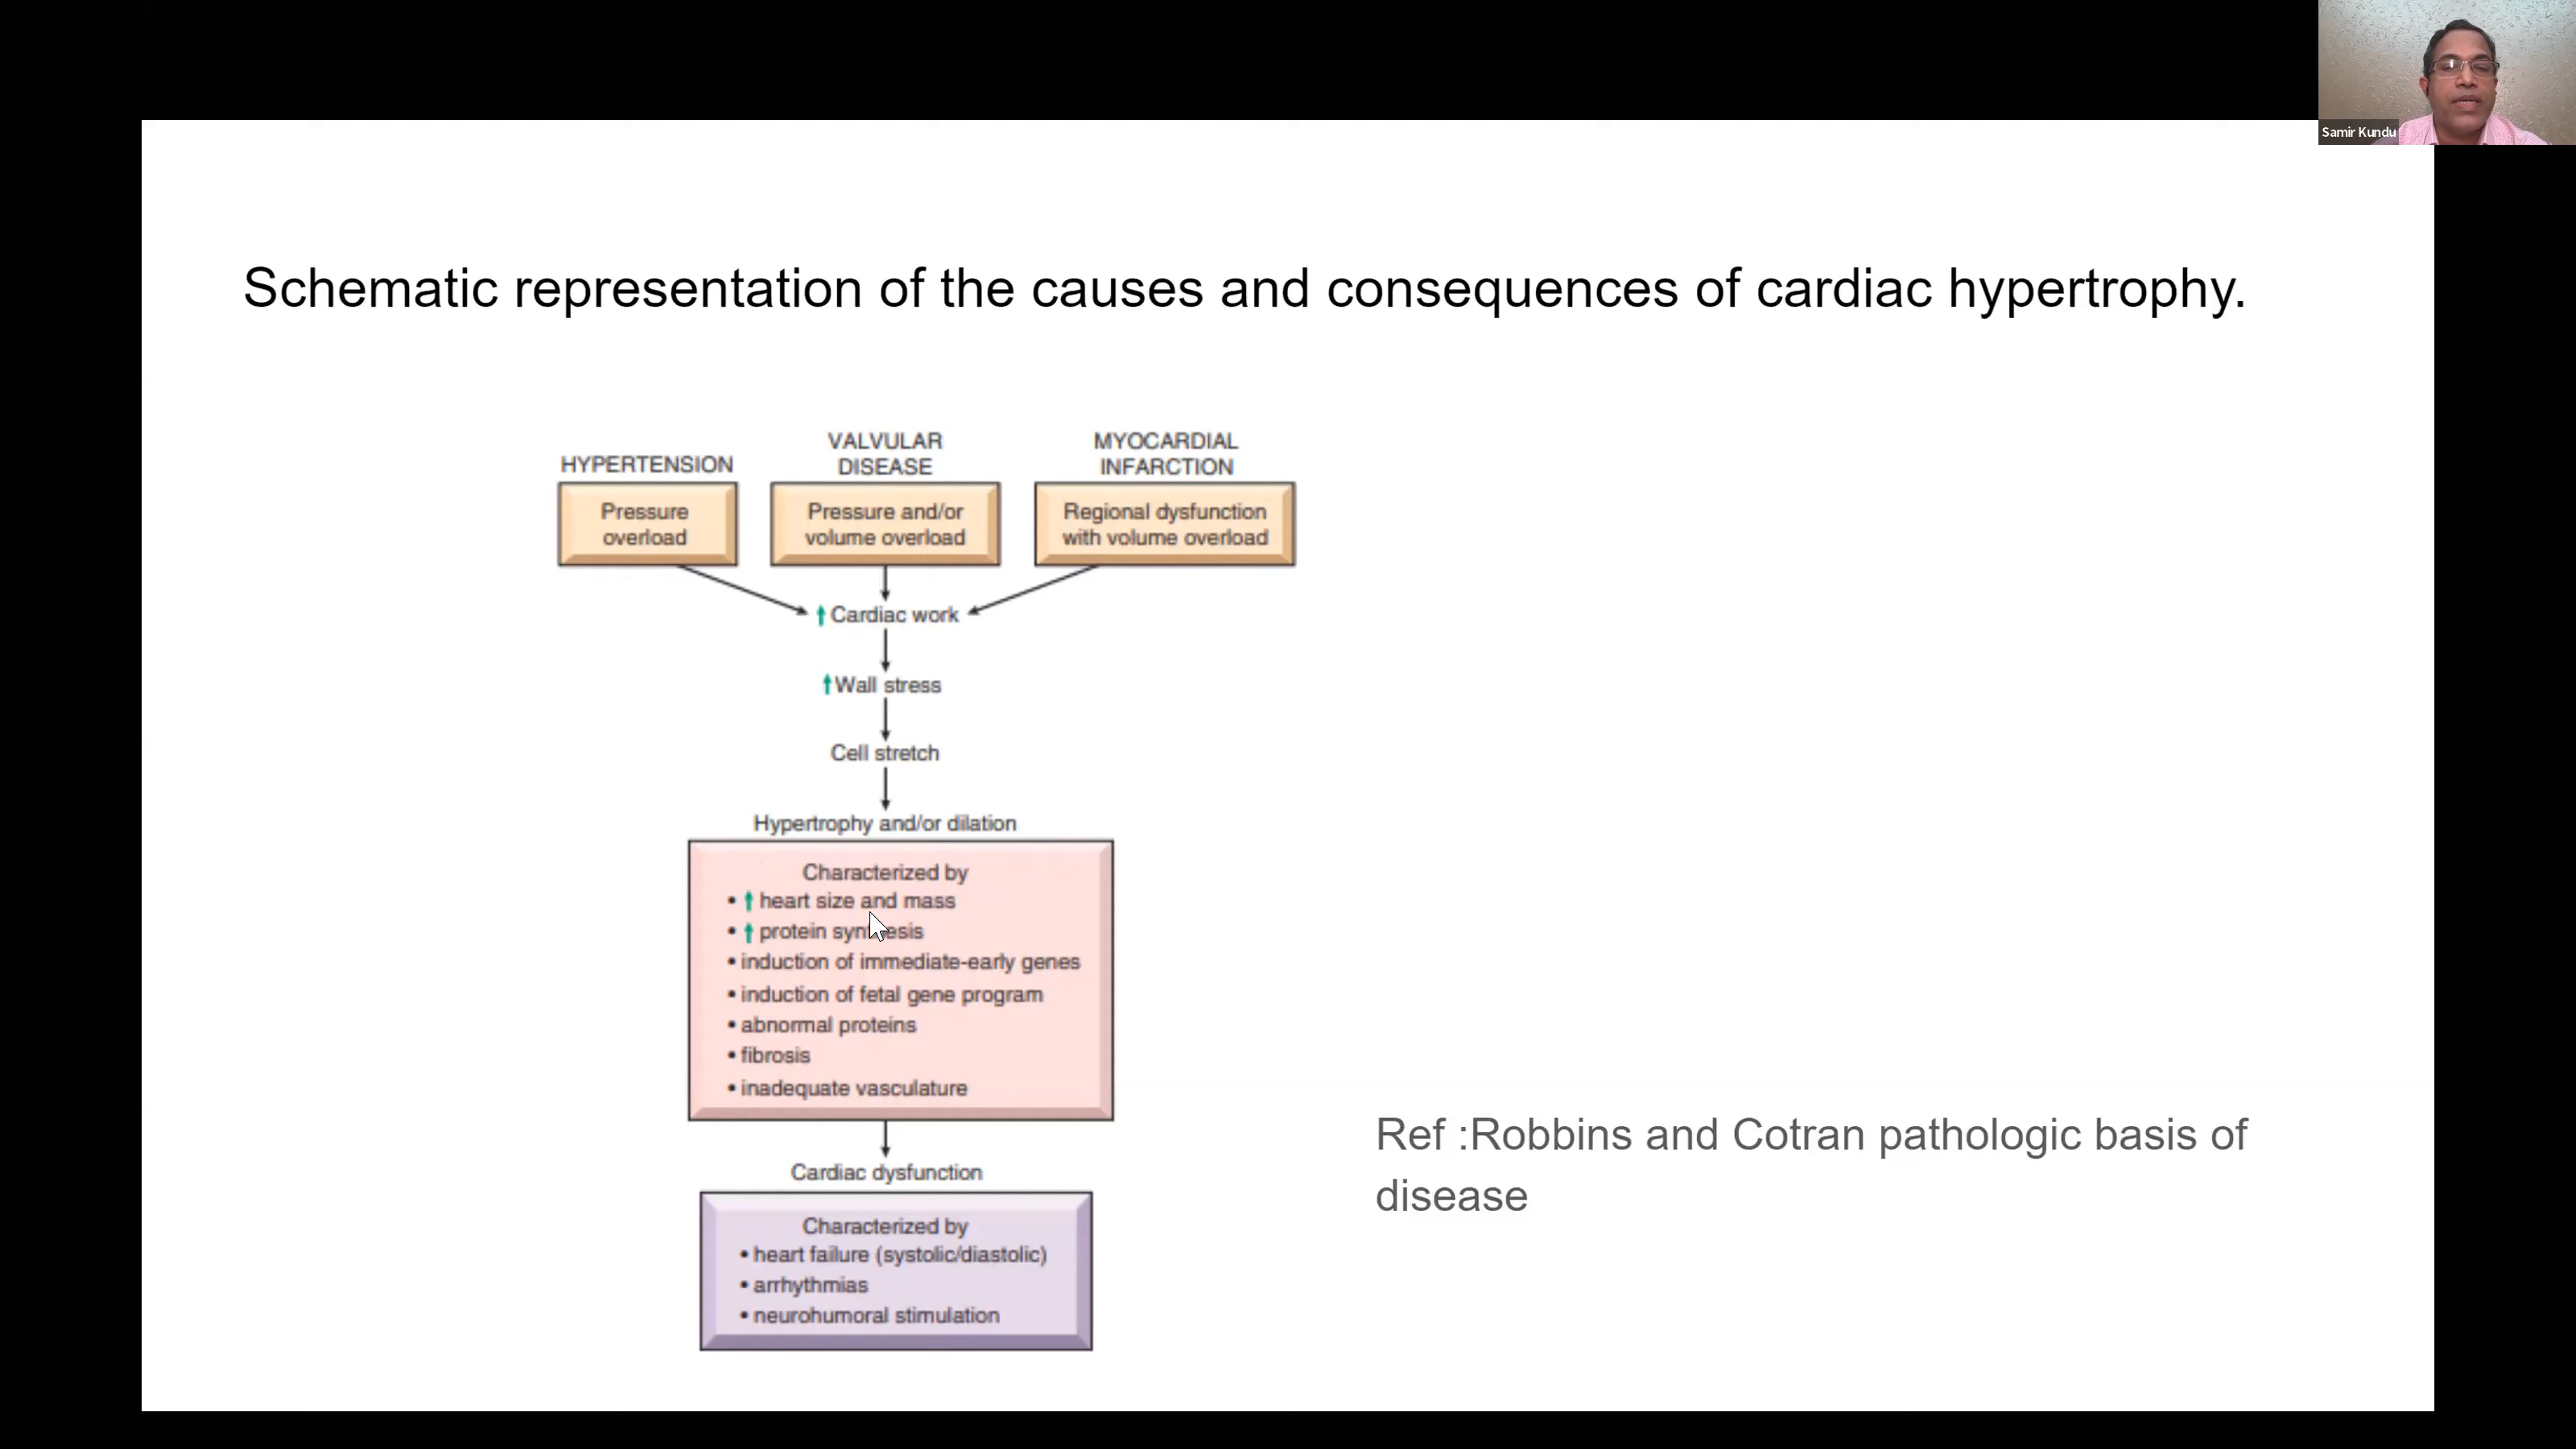 Samir Kundu
Schematic representation of the causes and consequences of cardiac hypertrophy.
HYPERTENSION
Pressure
overload
VALVULAR
DISEASE
Pressure and/or
volume overload
MYOCARDIAL
INFARCTION
Regional dysfunction
with volume overload
↑ Cardiac work
↑ Wall stress
Cell stretch
Hypertrophy and/or dilation
Characterized by
• ↑ heart size and mass
• ↑ protein synthesis
• induction of immediate-early genes
• induction of fetal gene program
• abnormal proteins
• fibrosis
• inadequate vasculature
Cardiac dysfunction
Characterized by
• heart failure (systolic/diastolic)
• arrhythmias
• neurohumoral stimulation
Ref :Robbins and Cotran pathologic basis of
disease